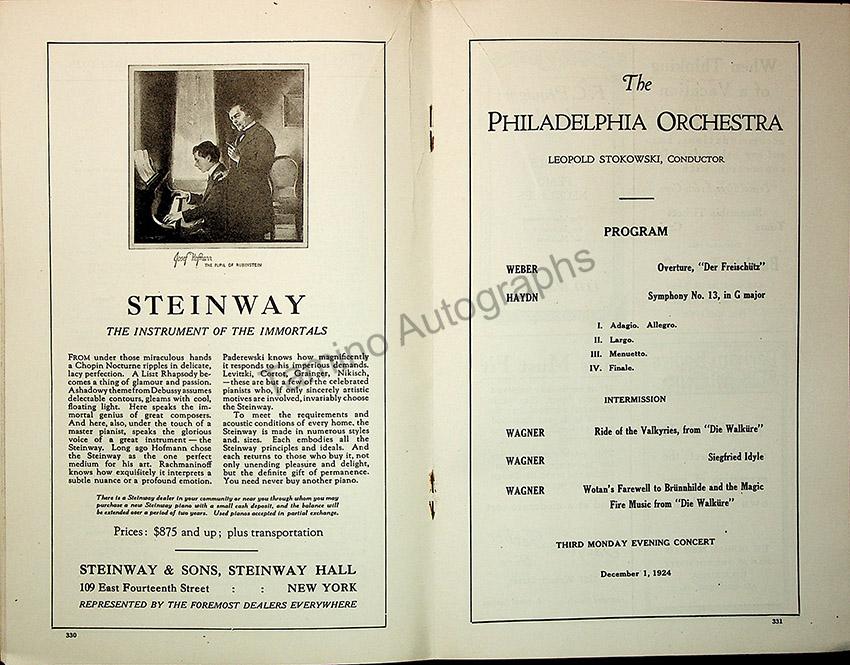 Josef Hofmann
THE PUPIL OF RUBINSTEIN
STEINWAY
THE INSTRUMENT OF THE IMMORTALS
FROM under those miraculous hands
a Chopin Nocturne ripples in delicate,
lacy perfection. A Liszt Rhapsody be-
comes a thing of glamour and passion.
A shadowy theme from Debussy assumes
delectable contours, gleams with cool,
floating light. Here speaks the im-
mortal genius of great composers.
And here, also, under the touch of a
master pianist, speaks the glorious
voice of a great instrument—the
Steinway. Long ago Hofmann chose
the Steinway as the one perfect
medium for his art. Rachmaninoff
knows how exquisitely it interprets a
subtle nuance or a profound emotion.
Paderewski knows how magnificently
it responds to his imperious demands.
Levitzki, Cortot, Grainger, Nikisch,
—these are but a few of the celebrated
pianists who, if only sincerely artistic
motives are involved, invariably choose
the Steinway.
To meet the requirements and
acoustic conditions of every home, the
Steinway is made in numerous styles
and sizes. Each embodies all the
Steinway principles and ideals. And
each returns to those who buy it, not
only unending pleasure and delight,
but the definite gift of permanence.
You need never buy another piano.
There is a Steinway dealer in your community or near you through whom you may
purchase a new Steinway piano with a small cash deposit, and the balance will
be extended over a period of two years. Used pianos accepted in partial exchange.
Prices: $875 and up; plus transportation
STEINWAY & SONS, STEINWAY HALL
109 East Fourteenth Street : : NEW YORK
REPRESENTED BY THE FOREMOST DEALERS EVERYWHERE
330
The
PHILADELPHIA ORCHESTRA
LEOPOLD STOKOWSKI, CONDUCTOR
PROGRAM
WEBER Overture, "Der Freischütz"
HAYDN Symphony No. 13, in G major
I. Adagio. Allegro.
II. Largo.
III. Menuetto.
IV. Finale.
INTERMISSION
WAGNER Ride of the Valkyries, from "Die Walküre"
WAGNER Siegfried Idyle
WAGNER Wotan's Farewell to Brünnhilde and the Magic
Fire Music from "Die Walküre"
THIRD MONDAY EVENING CONCERT
December 1, 1924
331
Tamino Autographs